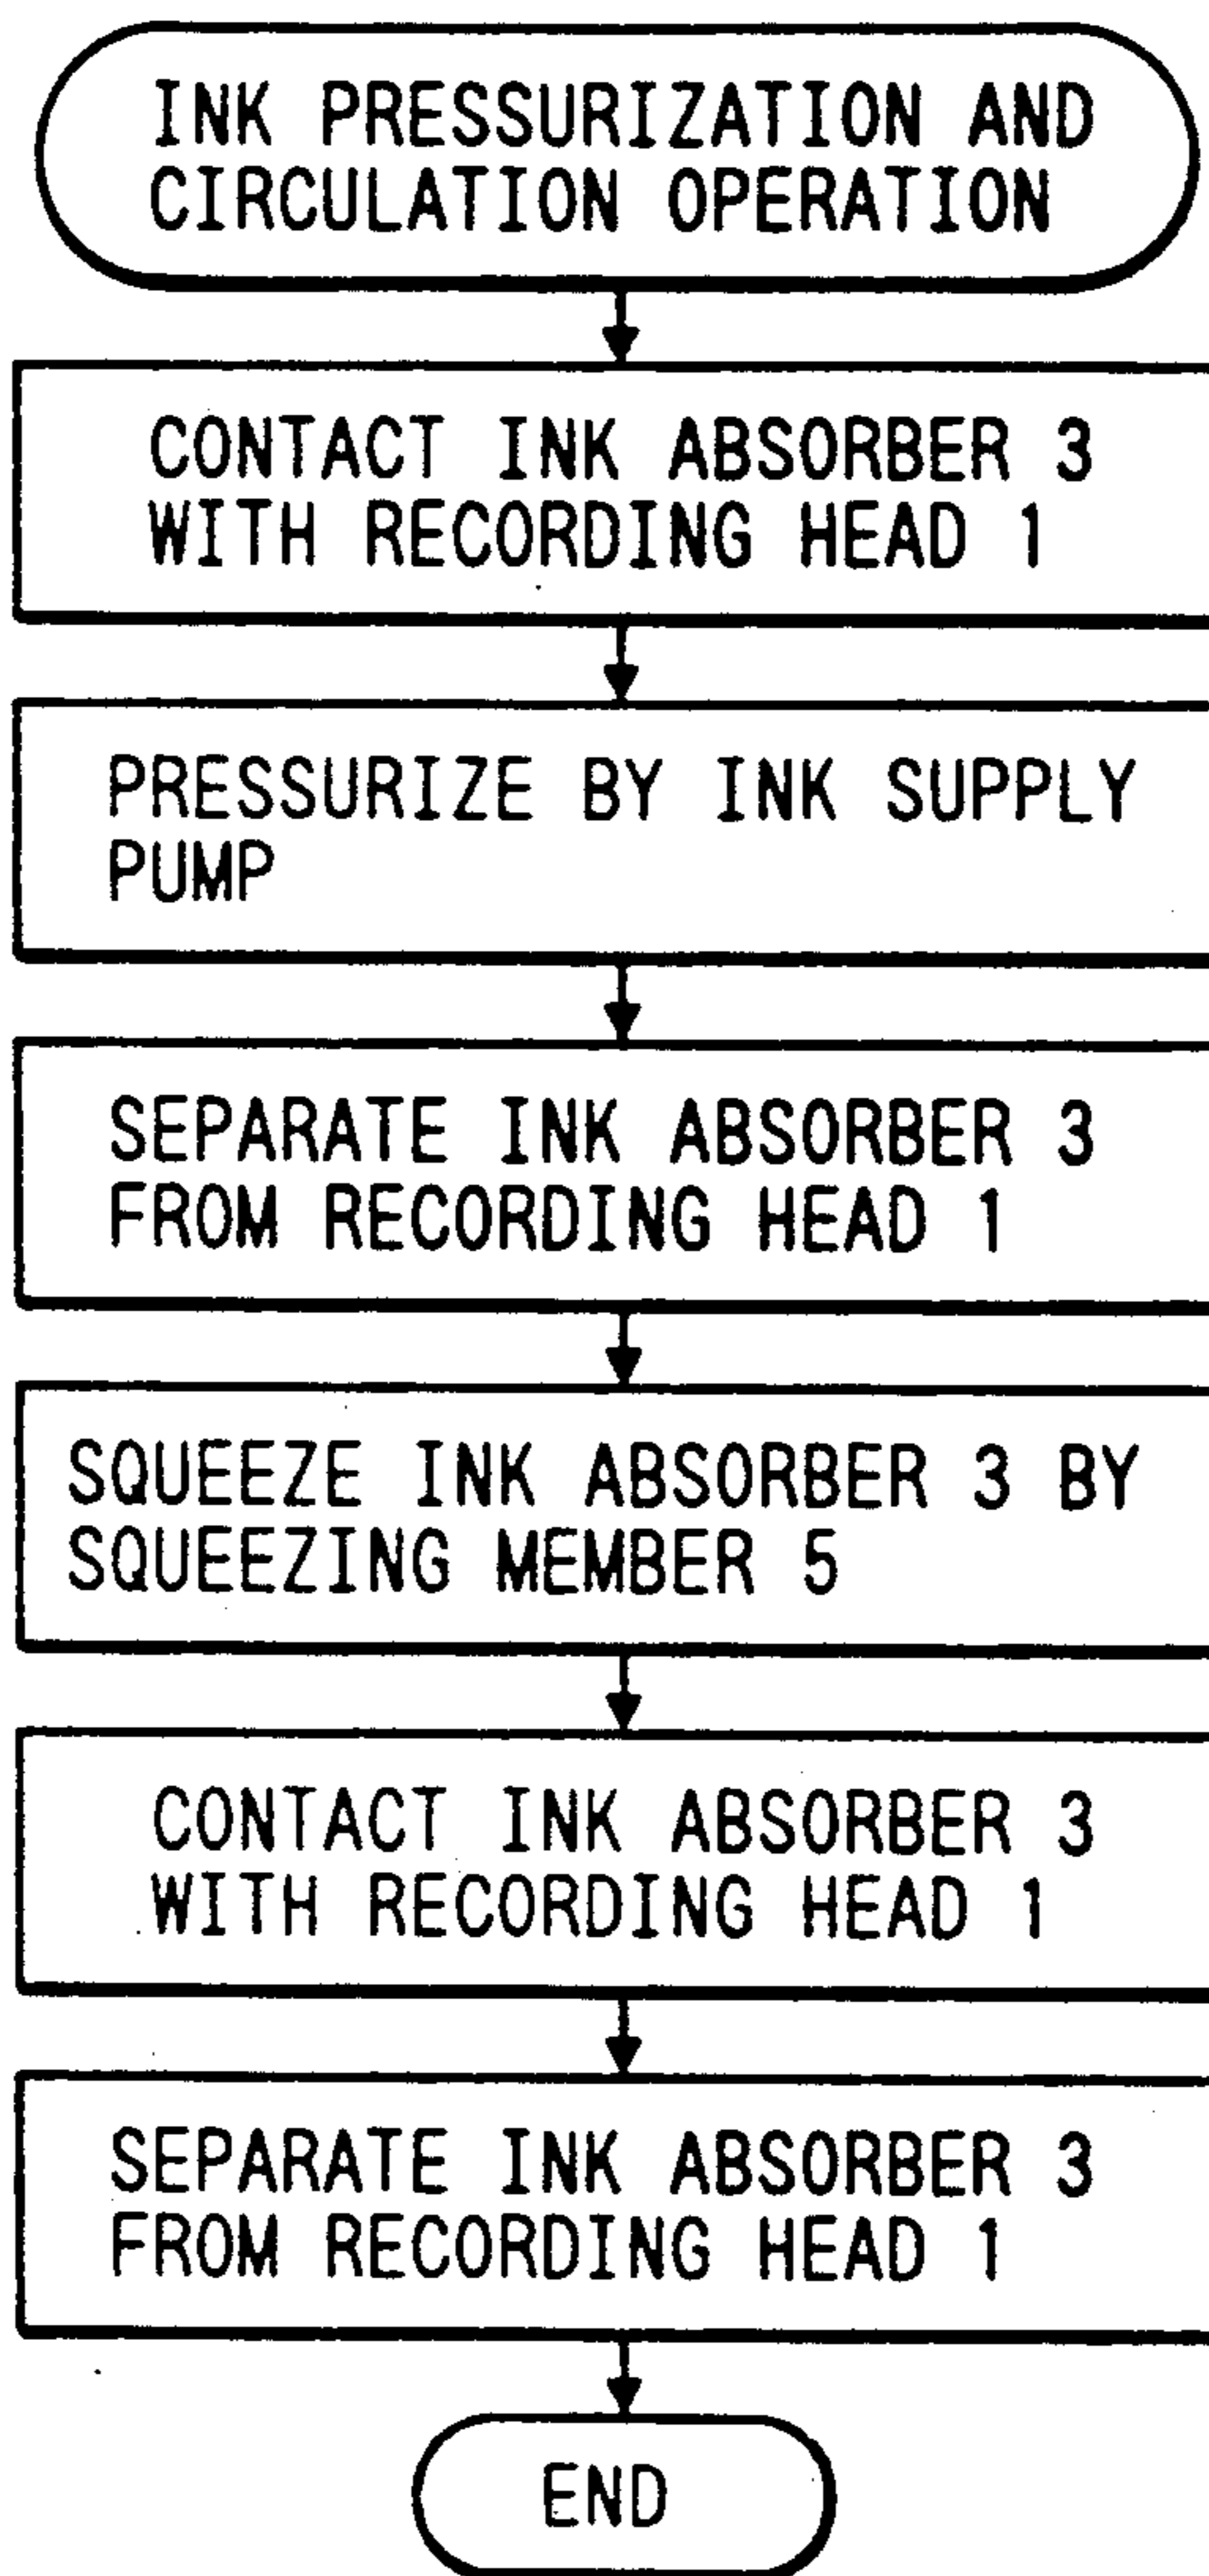 INK PRESSURIZATION AND
CIRCULATION OPERATION
CONTACT INK ABSORBER 3
WITH RECORDING HEAD 1
PRESSURIZE BY INK SUPPLY
PUMP
SEPARATE INK ABSORBER 3
FROM RECORDING HEAD 1
SQUEEZE INK ABSORBER 3 BY
SQUEEZING MEMBER 5
CONTACT INK ABSORBER 3
WITH RECORDING HEAD 1
SEPARATE INK ABSORBER 3
FROM RECORDING HEAD 1
END